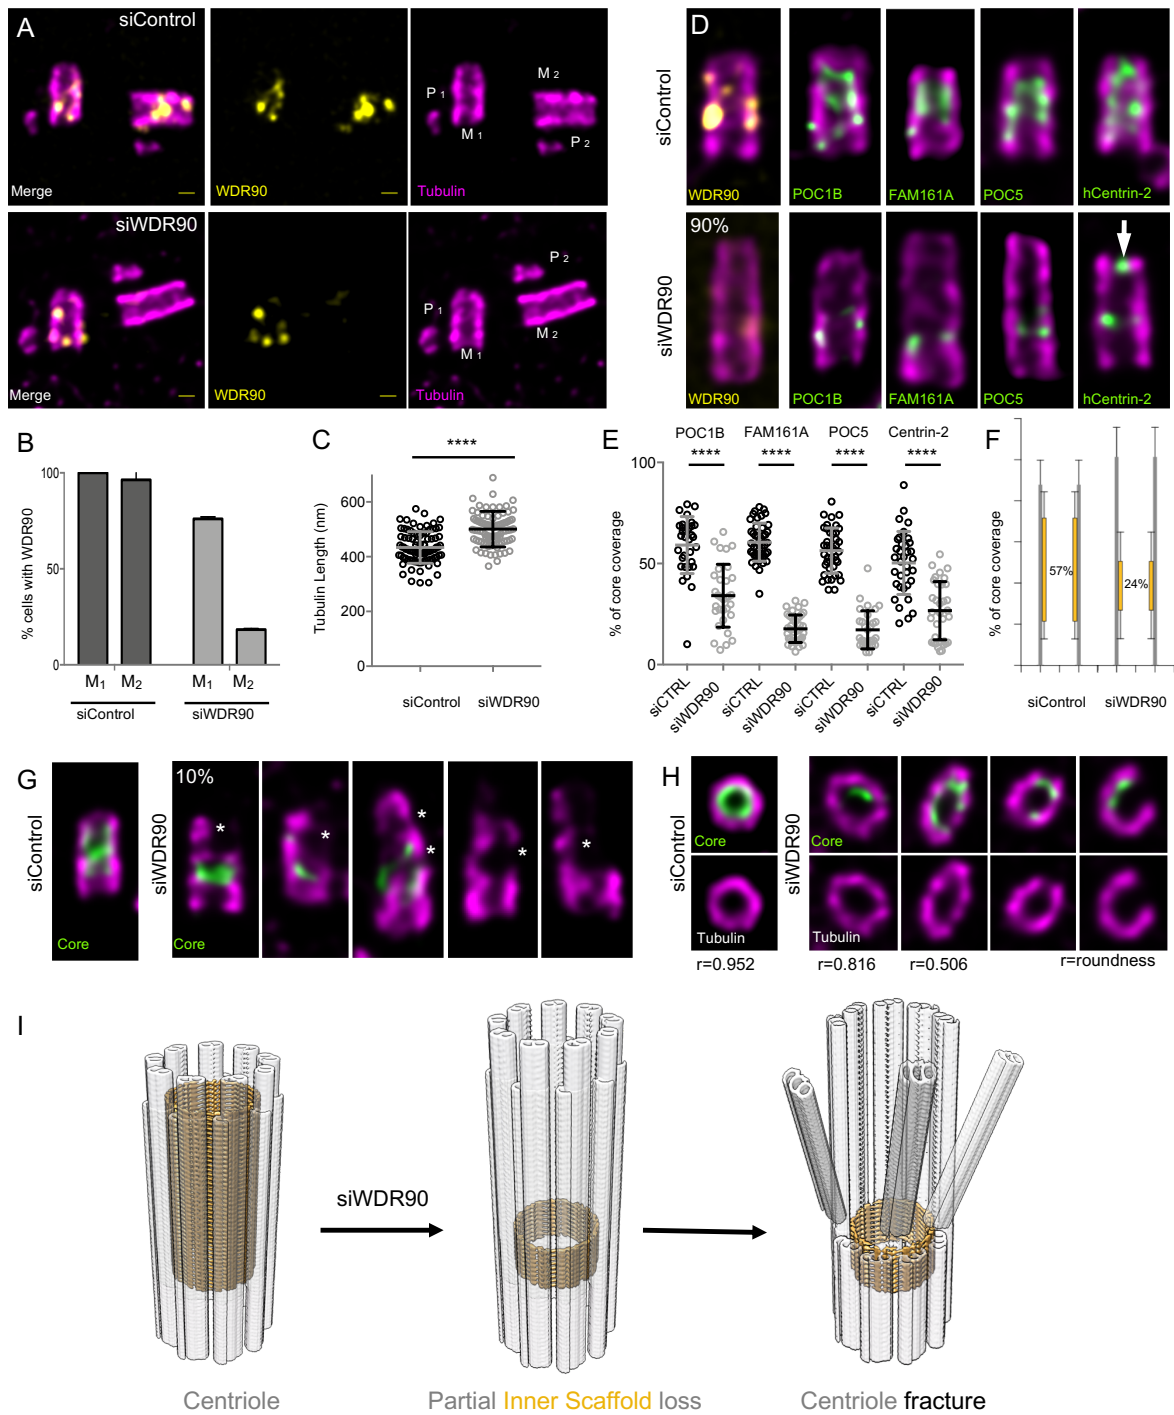 A
siControl
Merge
WDR90
P 1
M 1
M 2
P 2
Tubulin
siWDR90
Merge
WDR90
P 1
M 1
P 2
M 2
Tubulin
B
% cells with WDR90
100
50
0
M1 M2 M1 M2
siControl siWDR90
C
****
Tubulin Length (nm)
600
400
200
0
siControl siWDR90
D
siControl
WDR90
POC1B
FAM161A
POC5
hCentrin-2
siWDR90
90%
WDR90
POC1B
FAM161A
POC5
hCentrin-2
E
POC1B FAM161A POC5 Centrin-2
**** **** **** ****
% of core coverage
100
50
0
siCTRL siWDR90 siCTRL siWDR90 siCTRL siWDR90 siCTRL siWDR90
F
% of core coverage
57%
24%
siControl siWDR90
G
siControl
Core
siWDR90
10%
Core
*
*
*
*
*
*
H
siControl
Core
Tubulin
r=0.952
siWDR90
Core
Tubulin
r=0.816 r=0.506 r=roundness
I
siWDR90
Centriole
Partial Inner Scaffold loss
Centriole fracture